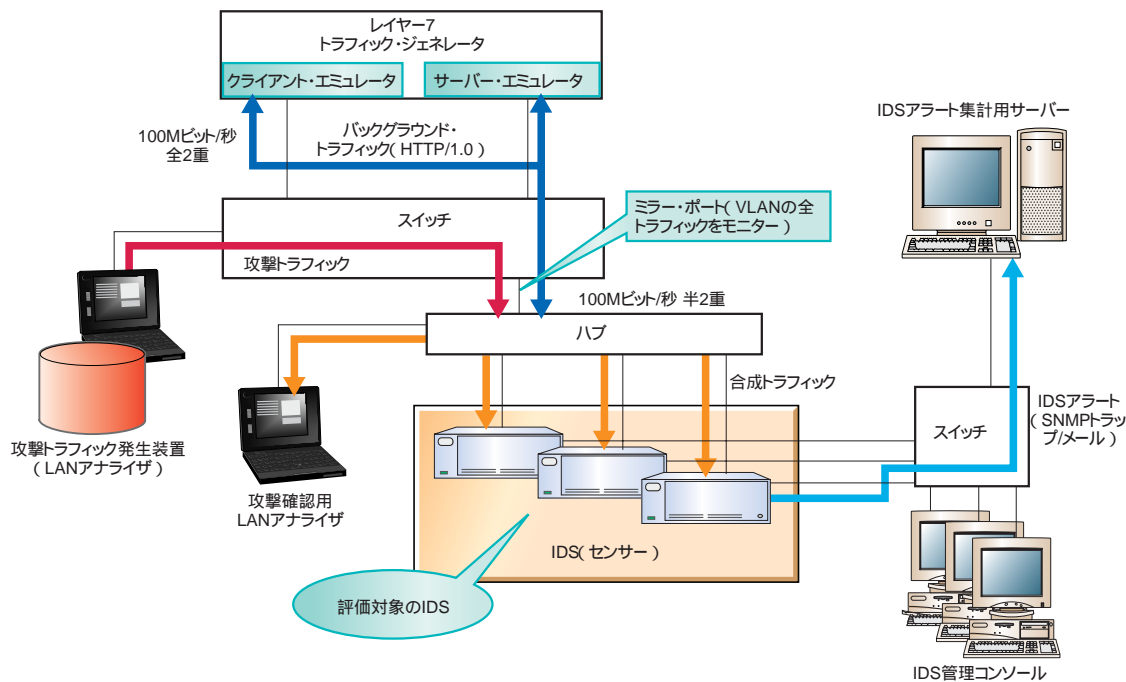 レイヤー7
トラフィック・ジェネレータ
クライアント・エミュレータ
サーバー・エミュレータ
100Mビット/秒
全2重
バックグラウンド・
トラフィック(HTTP/1.0)
IDSアラート集計用サーバー
スイッチ
ミラー・ポート(VLANの全
トラフィックをモニター)
攻撃トラフィック
100Mビット/秒 半2重
ハブ
合成トラフィック
攻撃トラフィック発生装置
(LANアナライザ)
攻撃確認用
LANアナライザ
スイッチ
IDSアラート
(SNMPトラッ
プ/メール)
IDS(センサー)
評価対象のIDS
IDS管理コンソール